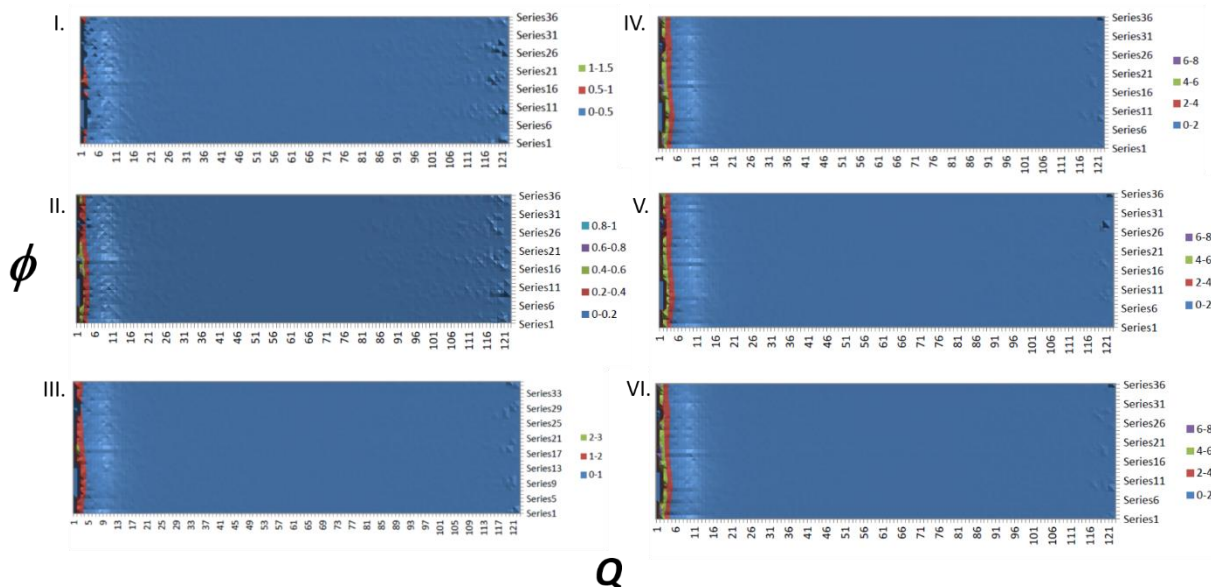 I.
Series36
Series31
Series26
Series21
Series16
Series11
Series6
Series1
1-1.5
0.5-1
0-0.5
1 6 11 16 21 26 31 36 41 46 51 56 61 66 71 76 81 86 91 96 101 106 111 116 121
IV.
Series36
Series31
Series26
Series21
Series16
Series11
Series6
Series1
6-8
4-6
2-4
0-2
1 6 11 16 21 26 31 36 41 46 51 56 61 66 71 76 81 86 91 96 101 106 111 116 121
ϕ
II.
Series36
Series31
Series26
Series21
Series16
Series11
Series6
Series1
0.8-1
0.6-0.8
0.4-0.6
0.2-0.4
0-0.2
1 6 11 16 21 26 31 36 41 46 51 56 61 66 71 76 81 86 91 96 101 106 111 116 121
V.
Series36
Series31
Series26
Series21
Series16
Series11
Series6
Series1
6-8
4-6
2-4
0-2
1 6 11 16 21 26 31 36 41 46 51 56 61 66 71 76 81 86 91 96 101 106 111 116 121
III.
Series33
Series29
Series25
Series21
Series17
Series13
Series9
Series5
Series1
2-3
1-2
0-1
1 5 9 13 17 21 25 29 33 37 41 45 49 53 57 61 65 69 73 77 81 85 89 93 97 101 105 109 113 117 121
VI.
Series36
Series31
Series26
Series21
Series16
Series11
Series6
Series1
6-8
4-6
2-4
0-2
1 6 11 16 21 26 31 36 41 46 51 56 61 66 71 76 81 86 91 96 101 106 111 116 121
Q